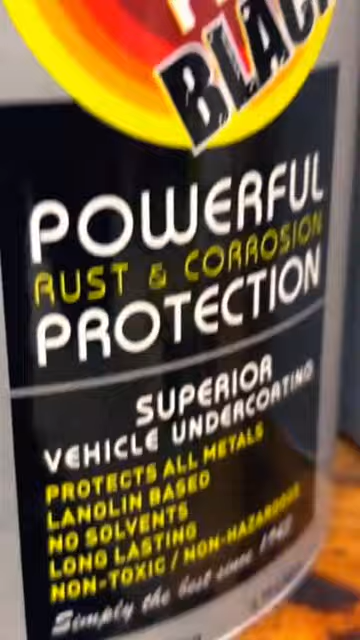 BLACK
POWERFUL
RUST & CORROSION
PROTECTION
SUPERIOR
VEHICLE UNDERCOATING
PROTECTS ALL METALS
LANOLIN BASED
NO SOLVENTS
LONG LASTING
NON-TOXIC / NON-HAZARDOUS
Simply the best since